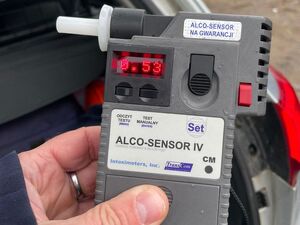 ALCO-SENSOR
NA GWARANCJI
0.53
ODCZYT
TESTU
TEST
MANUALNY
Set
ALCO-SENSOR IV
CM
Intoximeters, Inc.